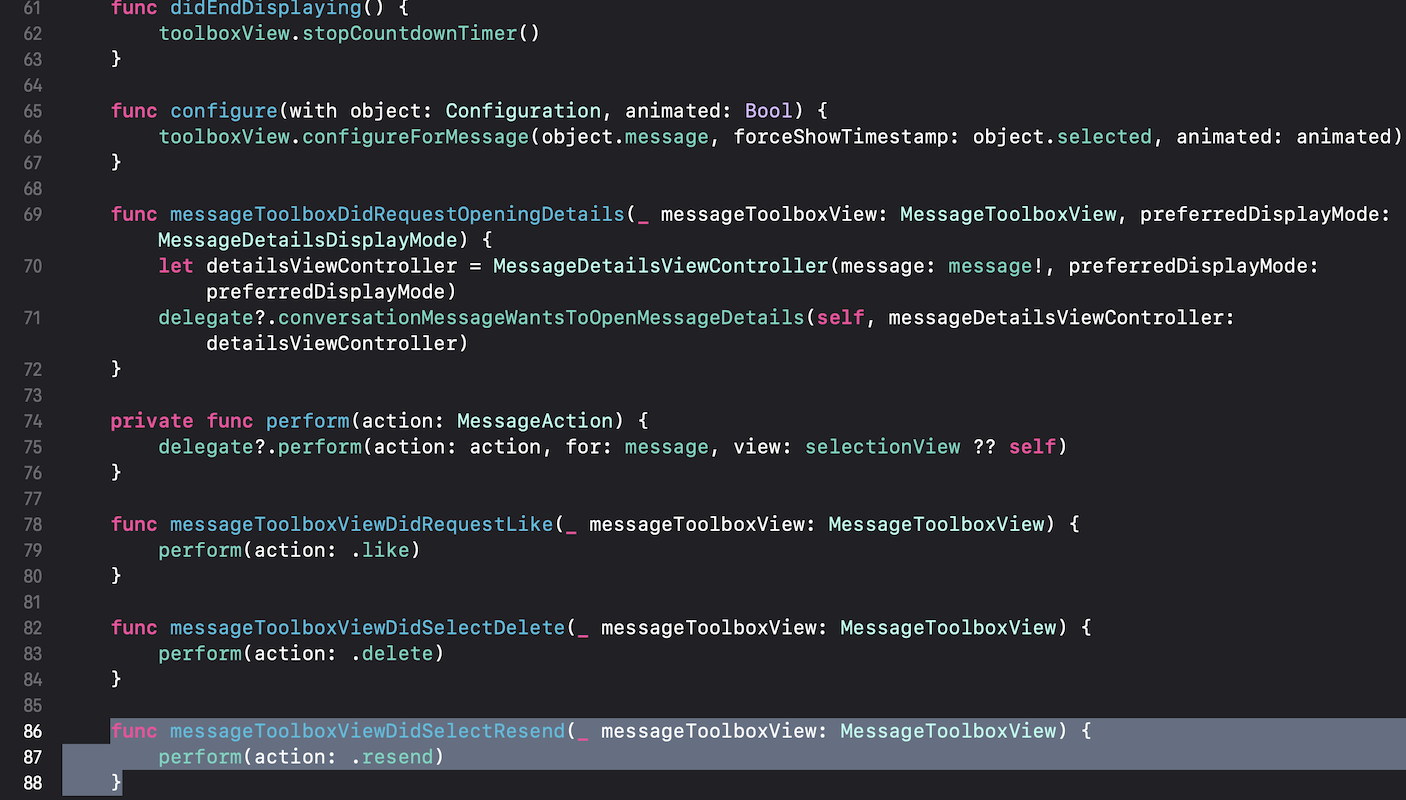 61 func didEndDisplaying() {
62 toolboxView.stopCountdownTimer()
63 }
64
65 func configure(with object: Configuration, animated: Bool) {
66 toolboxView.configureForMessage(object.message, forceShowTimestamp: object.selected, animated: animated)
67 }
68
69 func messageToolboxDidRequestOpeningDetails(_ messageToolboxView: MessageToolboxView, preferredDisplayMode:
MessageDetailsDisplayMode) {
70 let detailsViewController = MessageDetailsViewController(message: message!, preferredDisplayMode:
preferredDisplayMode)
71 delegate?.conversationMessageWantsToOpenMessageDetails(self, messageDetailsViewController:
detailsViewController)
72 }
73
74 private func perform(action: MessageAction) {
75 delegate?.perform(action: action, for: message, view: selectionView ?? self)
76 }
77
78 func messageToolboxViewDidRequestLike(_ messageToolboxView: MessageToolboxView) {
79 perform(action: .like)
80 }
81
82 func messageToolboxViewDidSelectDelete(_ messageToolboxView: MessageToolboxView) {
83 perform(action: .delete)
84 }
85
86 func messageToolboxViewDidSelectResend(_ messageToolboxView: MessageToolboxView) {
87 perform(action: .resend)
88 }